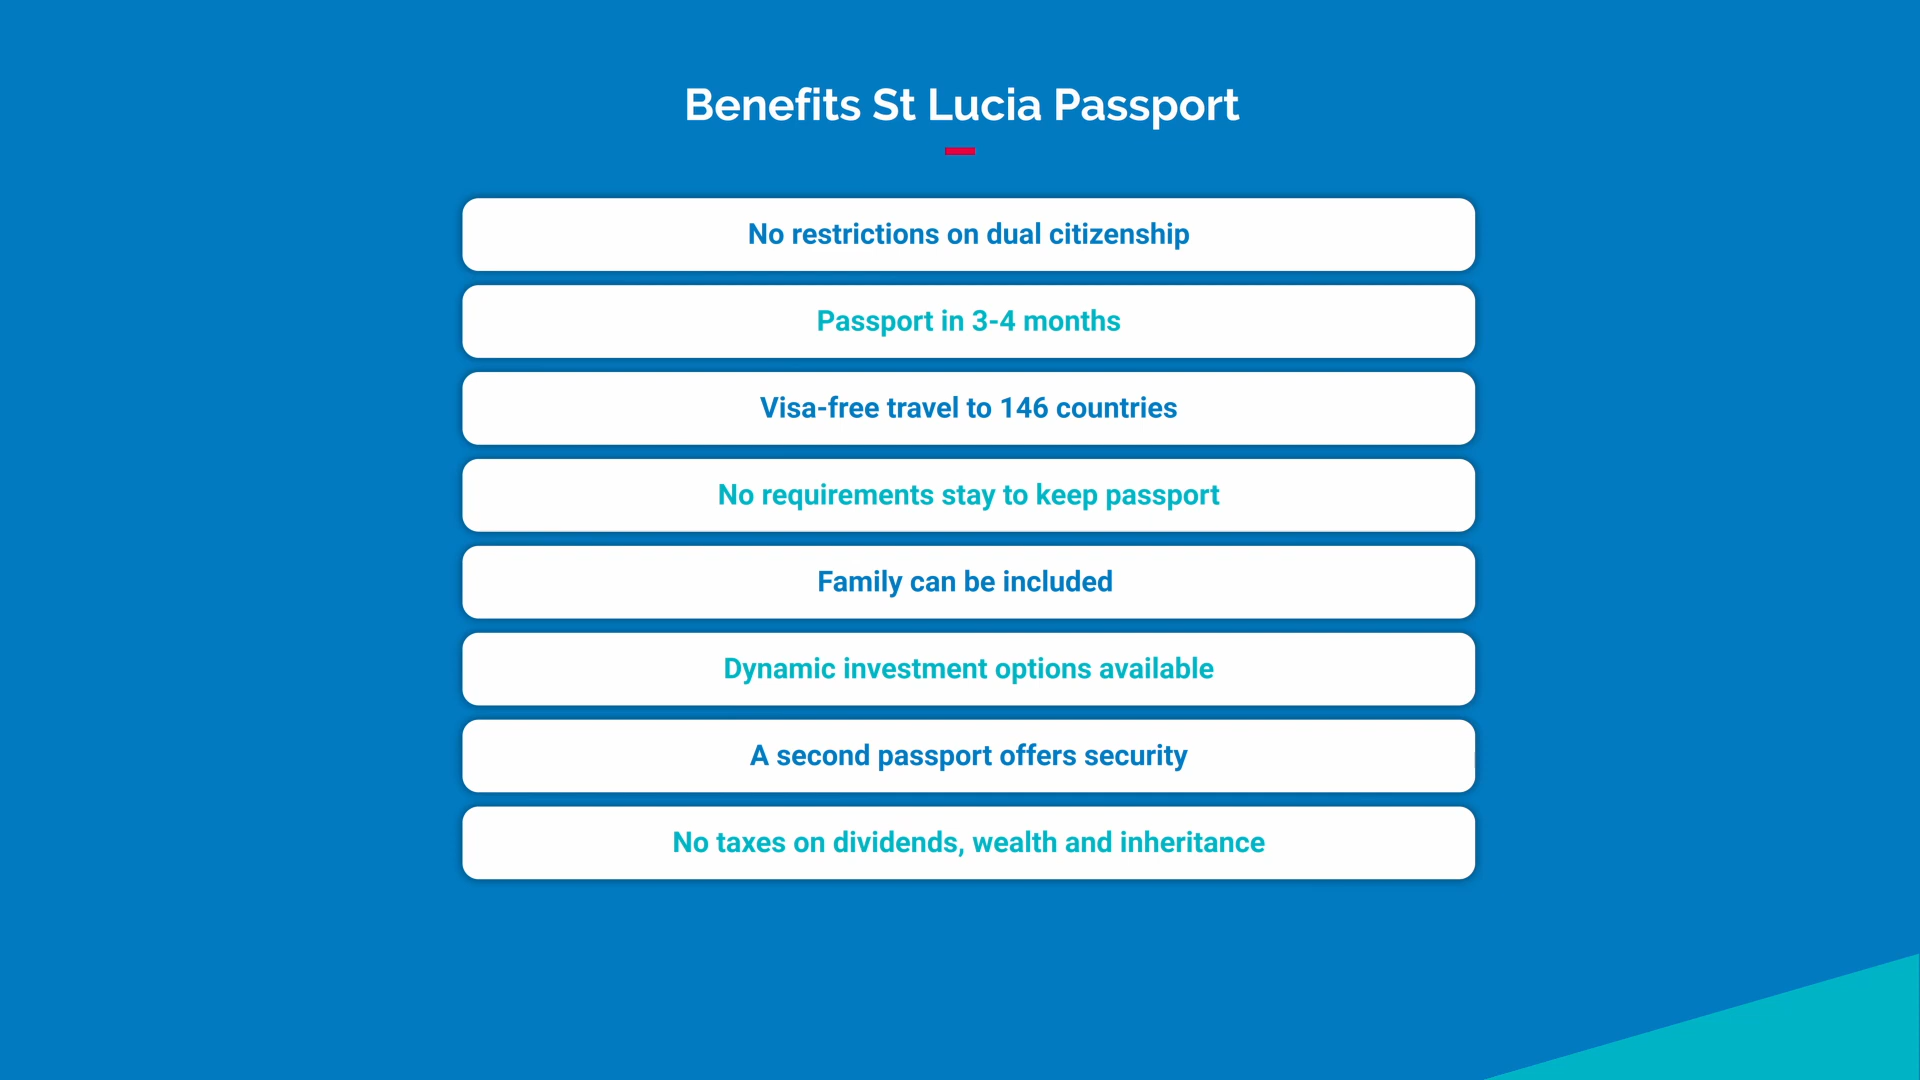 Benefits St Lucia Passport
No restrictions on dual citizenship
Passport in 3-4 months
Visa-free travel to 146 countries
No requirements stay to keep passport
Family can be included
Dynamic investment options available
A second passport offers security
No taxes on dividends, wealth and inheritance